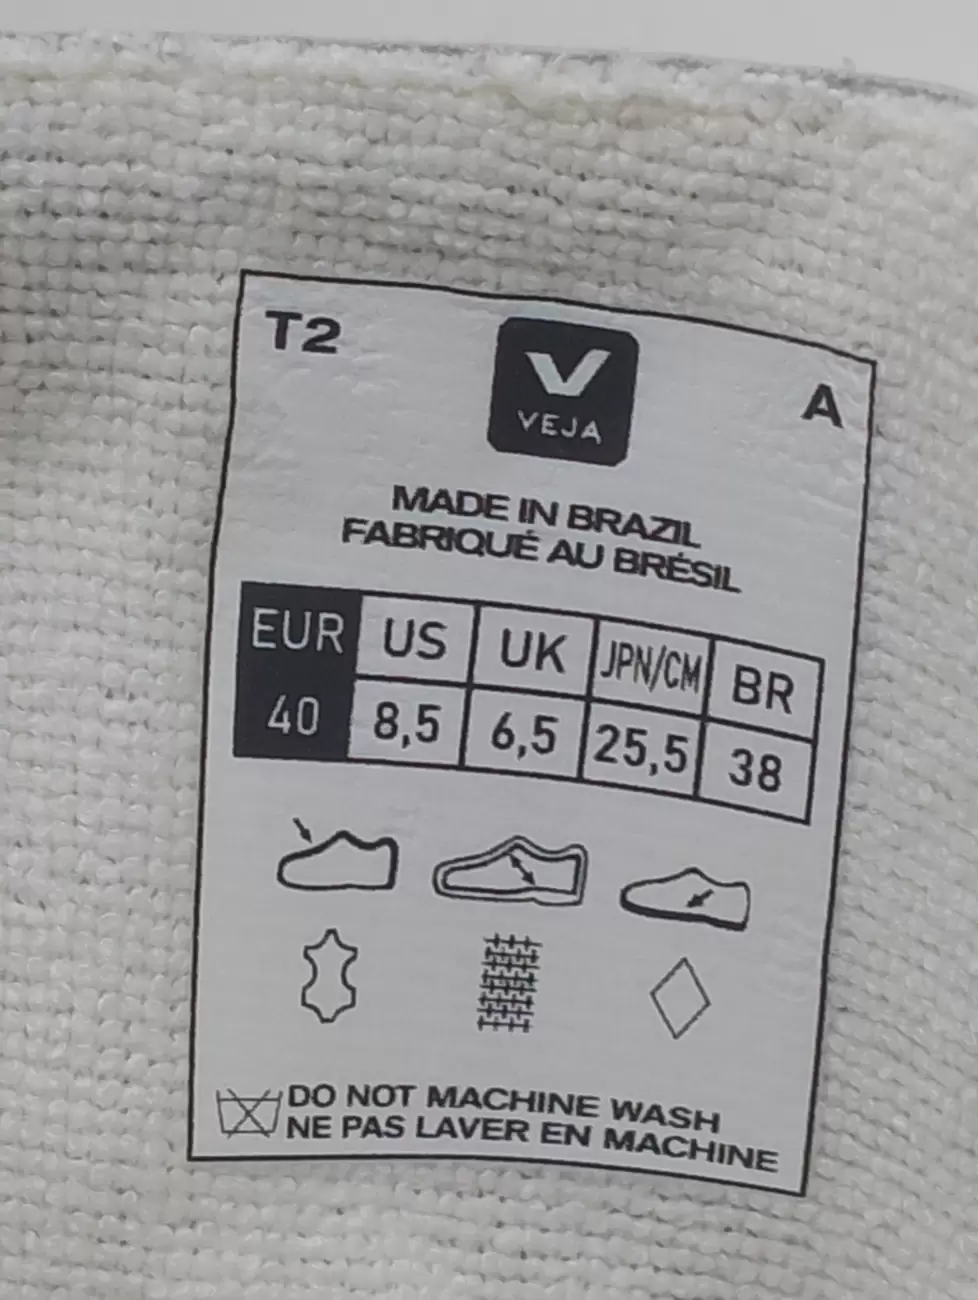 T2
V
VEJA
A
MADE IN BRAZIL
FABRIQUÉ AU BRÉSIL
EUR US UK JPN/CM BR
40 8,5 6,5 25,5 38
DO NOT MACHINE WASH
NE PAS LAVER EN MACHINE